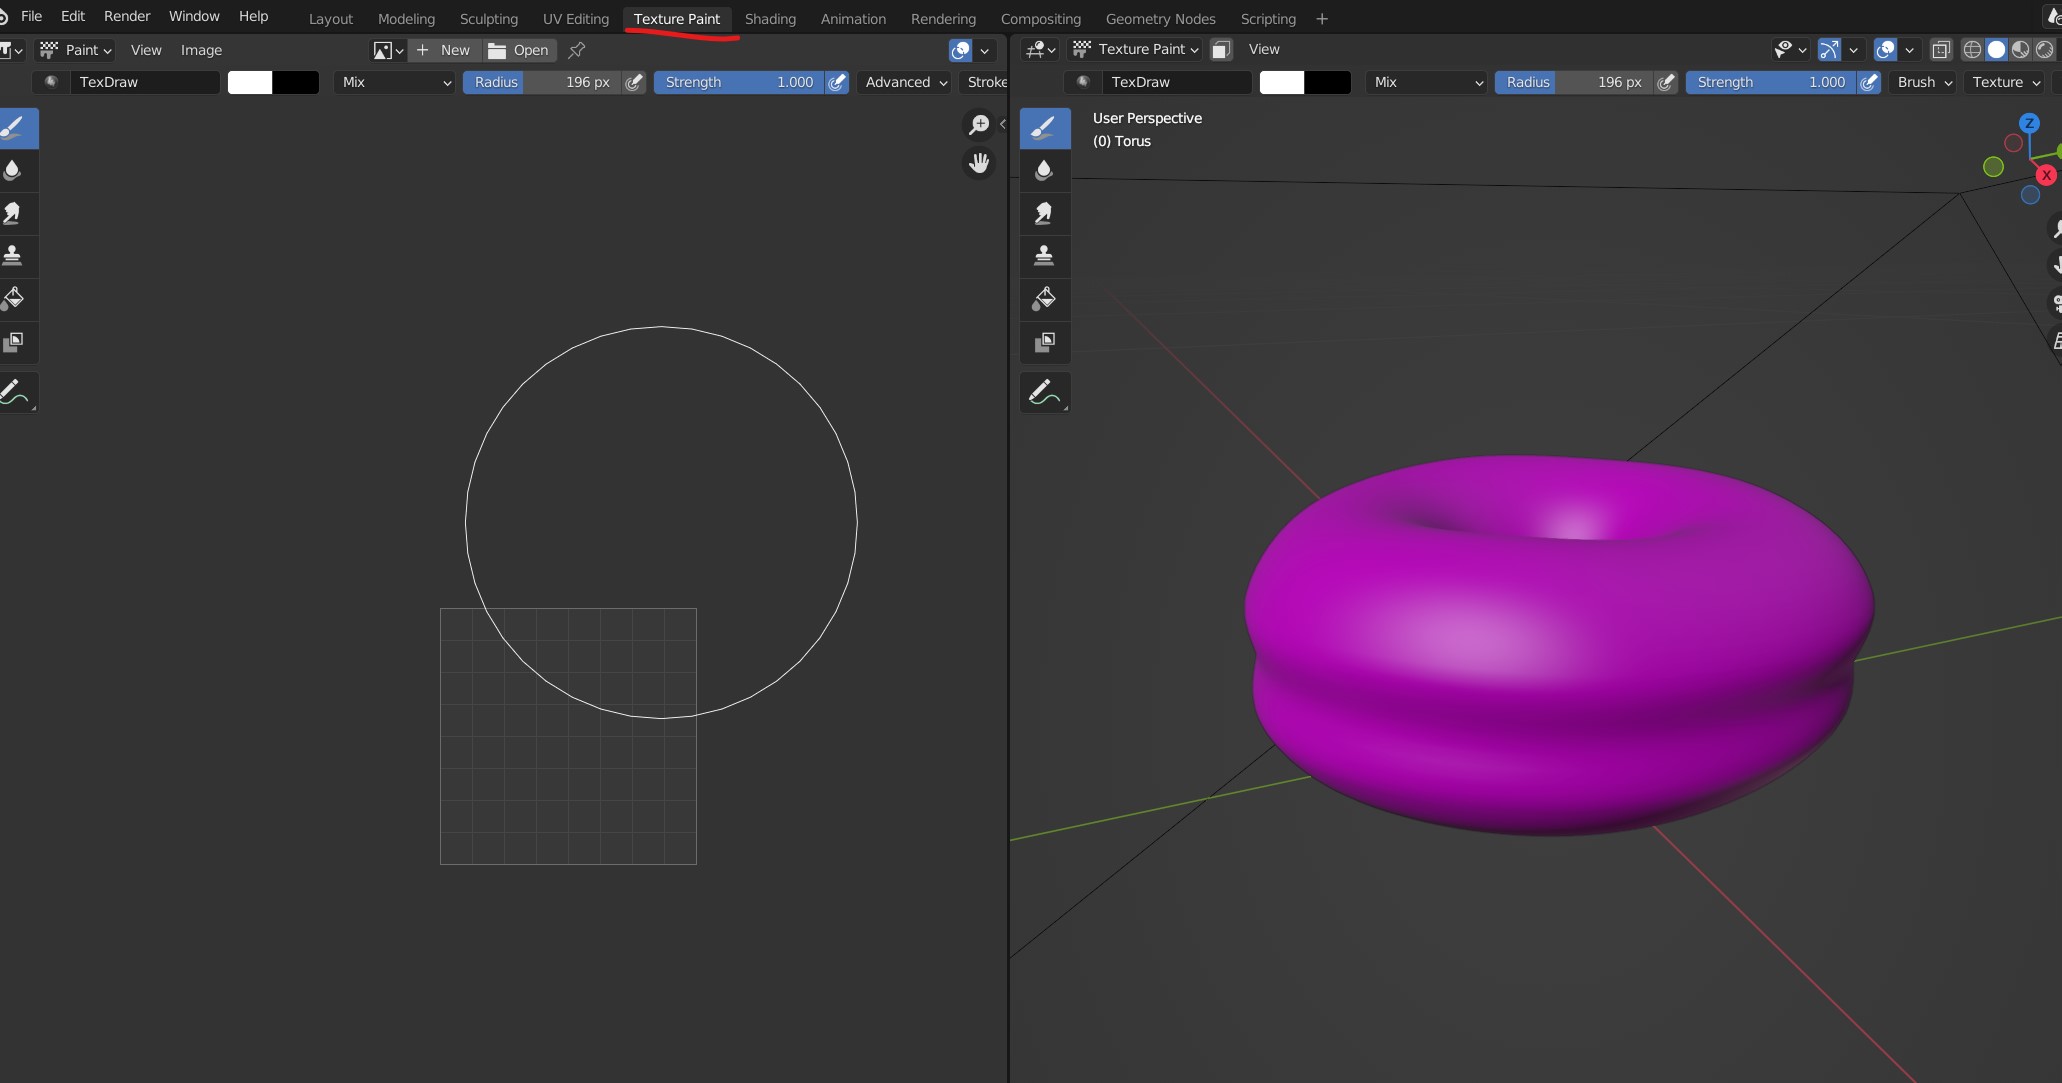 File Edit Render Window Help Layout Modeling Sculpting UV Editing Texture Paint Shading Animation Rendering Compositing Geometry Nodes Scripting +
Paint View Image + New Open
Texture Paint View
TexDraw Mix Radius 196 px Strength 1.000 Advanced Stroke
TexDraw Mix Radius 196 px Strength 1.000 Brush Texture
User Perspective
(0) Torus
Z
X